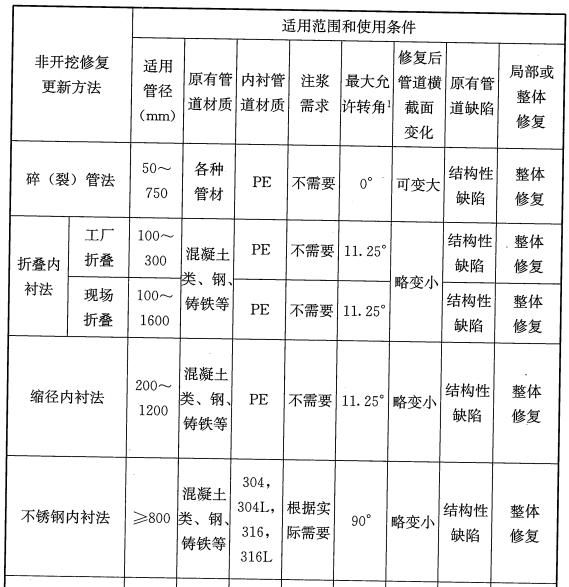 非开挖修复
更新方法
适用范围和使用条件
适用
管径
(mm)
原有管
道材质
内衬管
道材质
注浆
需求
最大允
许转角¹
修复后
管道横
截面
变化
原有管
道缺陷
局部或
整体
修复
碎（裂）管法
50～
750
各种
管材
PE
不需要
0°
可变大
结构性
缺陷
整体
修复
折叠内
衬法
工厂
折叠
100～
300
混凝土
类、钢、
铸铁等
PE
不需要
11.25°
略变小
结构性
缺陷
整体
修复
现场
折叠
100～
1600
PE
不需要
11.25°
结构性
缺陷
整体
修复
缩径内衬法
200～
1200
混凝土
类、钢、
铸铁等
PE
不需要
11.25°
略变小
结构性
缺陷
整体
修复
不锈钢内衬法
≥800
混凝土
类、钢、
铸铁等
304，
304L，
316，
316L
根据实
际需要
90°
略变小
结构性
缺陷
整体
修复